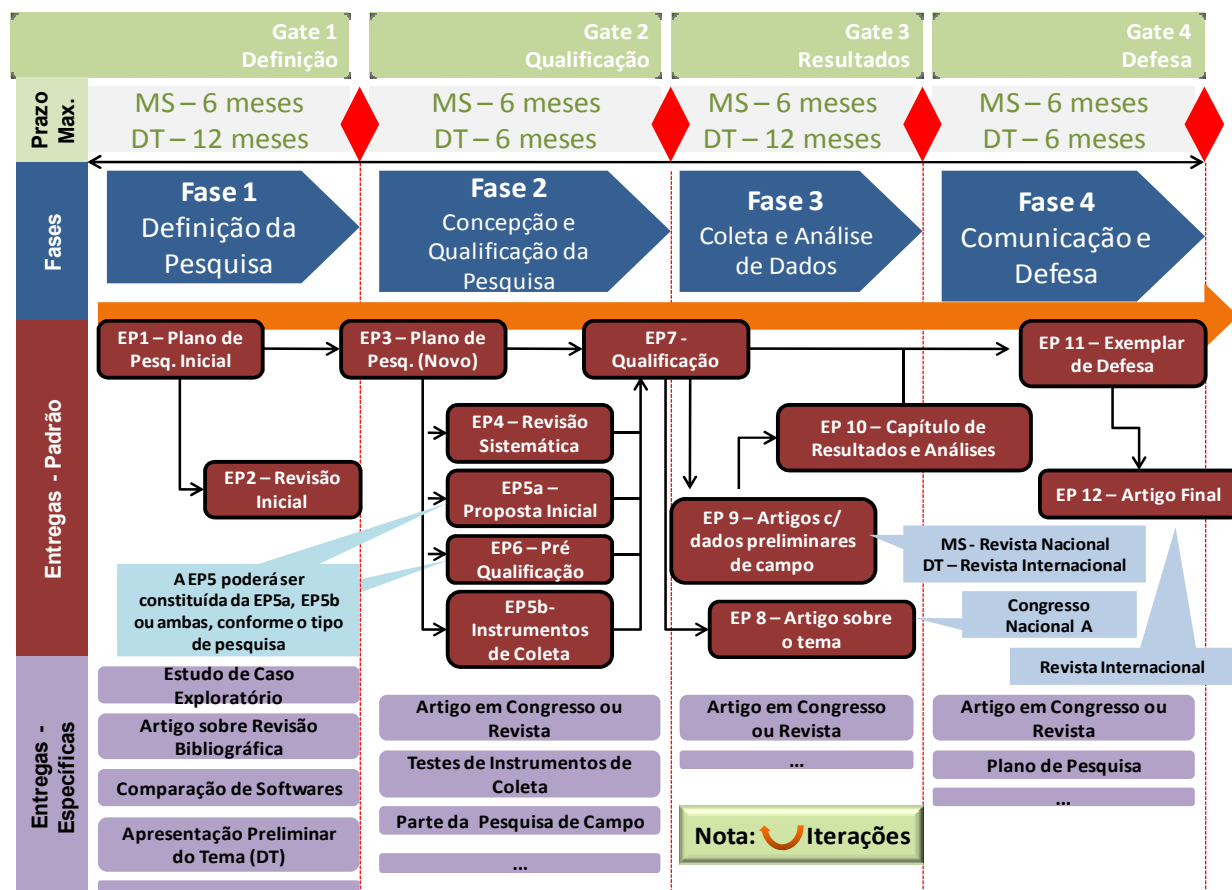 Gate 1
Definição
Gate 2
Qualificação
Gate 3
Resultados
Gate 4
Defesa
Prazo
Max.
MS – 6 meses
DT – 12 meses
MS – 6 meses
DT – 6 meses
MS – 6 meses
DT – 12 meses
MS – 6 meses
DT – 6 meses
Fases
Fase 1
Definição da
Pesquisa
Fase 2
Concepção e
Qualificação da
Pesquisa
Fase 3
Coleta e Análise
de Dados
Fase 4
Comunicação e
Defesa
Entregas - Padrão
EP1 – Plano de
Pesq. Inicial
EP3 – Plano de
Pesq. (Novo)
EP7 -
Qualificação
EP 11 – Exemplar
de Defesa
EP4 – Revisão
Sistemática
EP 10 – Capítulo de
Resultados e Análises
EP2 – Revisão
Inicial
EP5a –
Proposta Inicial
EP 12 – Artigo Final
EP 9 – Artigos c/
dados preliminares
de campo
EP6 – Pré
Qualificação
MS - Revista Nacional
DT – Revista Internacional
A EP5 poderá ser
constituída da EP5a, EP5b
ou ambas, conforme o tipo
de pesquisa
EP5b-
Instrumentos
de Coleta
EP 8 – Artigo sobre
o tema
Congresso
Nacional A
Revista Internacional
Entregas -
Específicas
Estudo de Caso
Exploratório
Artigo sobre Revisão
Bibliográfica
Comparação de Softwares
Apresentação Preliminar
do Tema (DT)
Artigo em Congresso ou
Revista
Testes de Instrumentos de
Coleta
Parte da Pesquisa de Campo
...
Artigo em Congresso
ou Revista
...
Nota: Iterações
Artigo em Congresso ou
Revista
Plano de Pesquisa
...